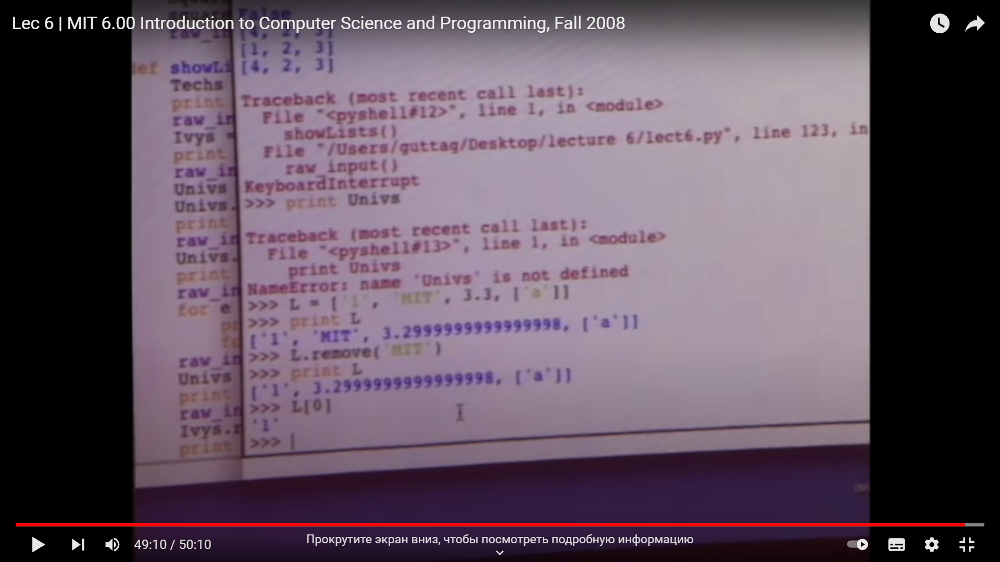 Lec 6 | MIT 6.00 Introduction to Computer Science and Programming, Fall 2008
False
raw_in
[4, 2, 3]
[1, 2, 3]
def showLi
[4, 2, 3]
Techs
print
raw_in
Ivys =
print
raw_in
Univs
Univs.
print
raw_in
Univs.
print
raw_in
for e
pr
fo
raw_in
Univs
print
raw_in
Ivys.r
print
Traceback (most recent call last):
File "<pyshell#12>", line 1, in <module>
showLists()
File "/Users/guttag/Desktop/lecture 6/lect6.py", line 123, in
raw_input()
KeyboardInterrupt
>>> print Univs
Traceback (most recent call last):
File "<pyshell#13>", line 1, in <module>
print Univs
NameError: name 'Univs' is not defined
>>> L = ['1', 'MIT', 3.3, ['a']]
>>> print L
['1', 'MIT', 3.2999999999999998, ['a']]
>>> L.remove('MIT')
>>> print L
['1', 3.2999999999999998, ['a']]
>>> L[0]
'1'
>>>
49:10 / 50:10
Прокрутите экран вниз, чтобы посмотреть подробную информацию